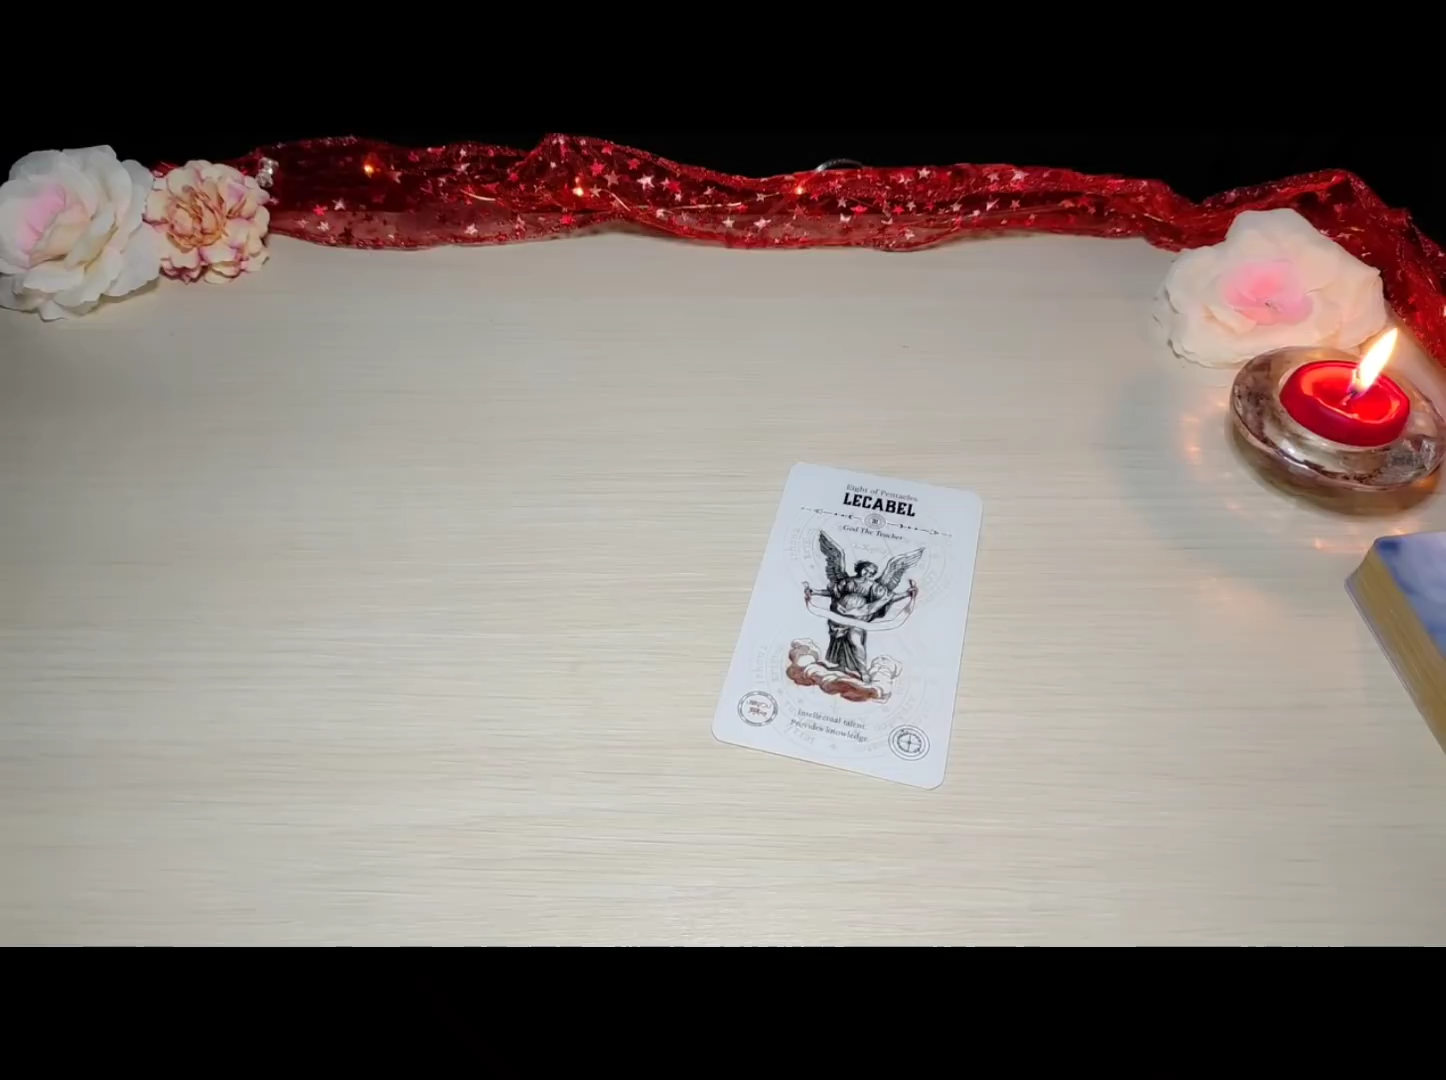 Eight of Pentacles
LECABEL
God The Teacher
Intellectual talent
Provides knowledge